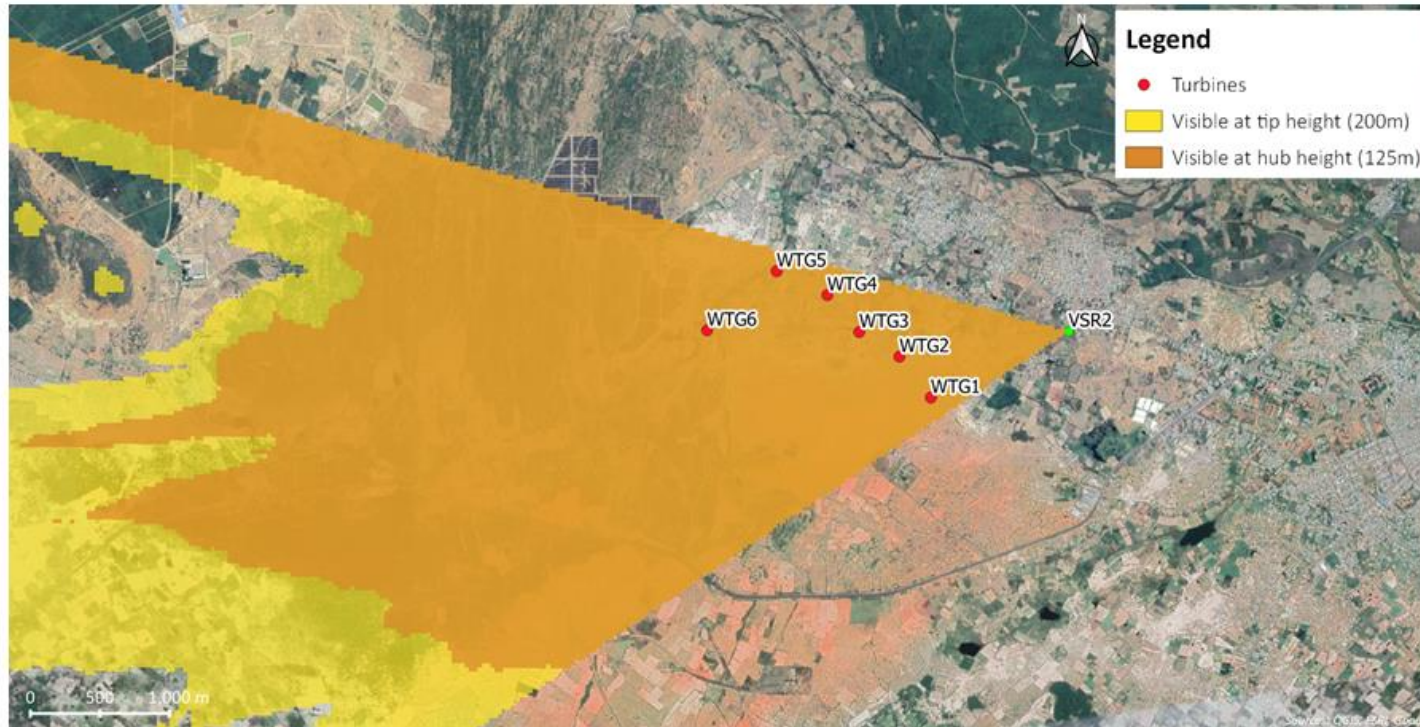 N
Legend
Turbines
Visible at tip height (200m)
Visible at hub height (125m)
WTG5
WTG4
WTG6
WTG3
VSR2
WTG2
WTG1
0 500 1,000 m